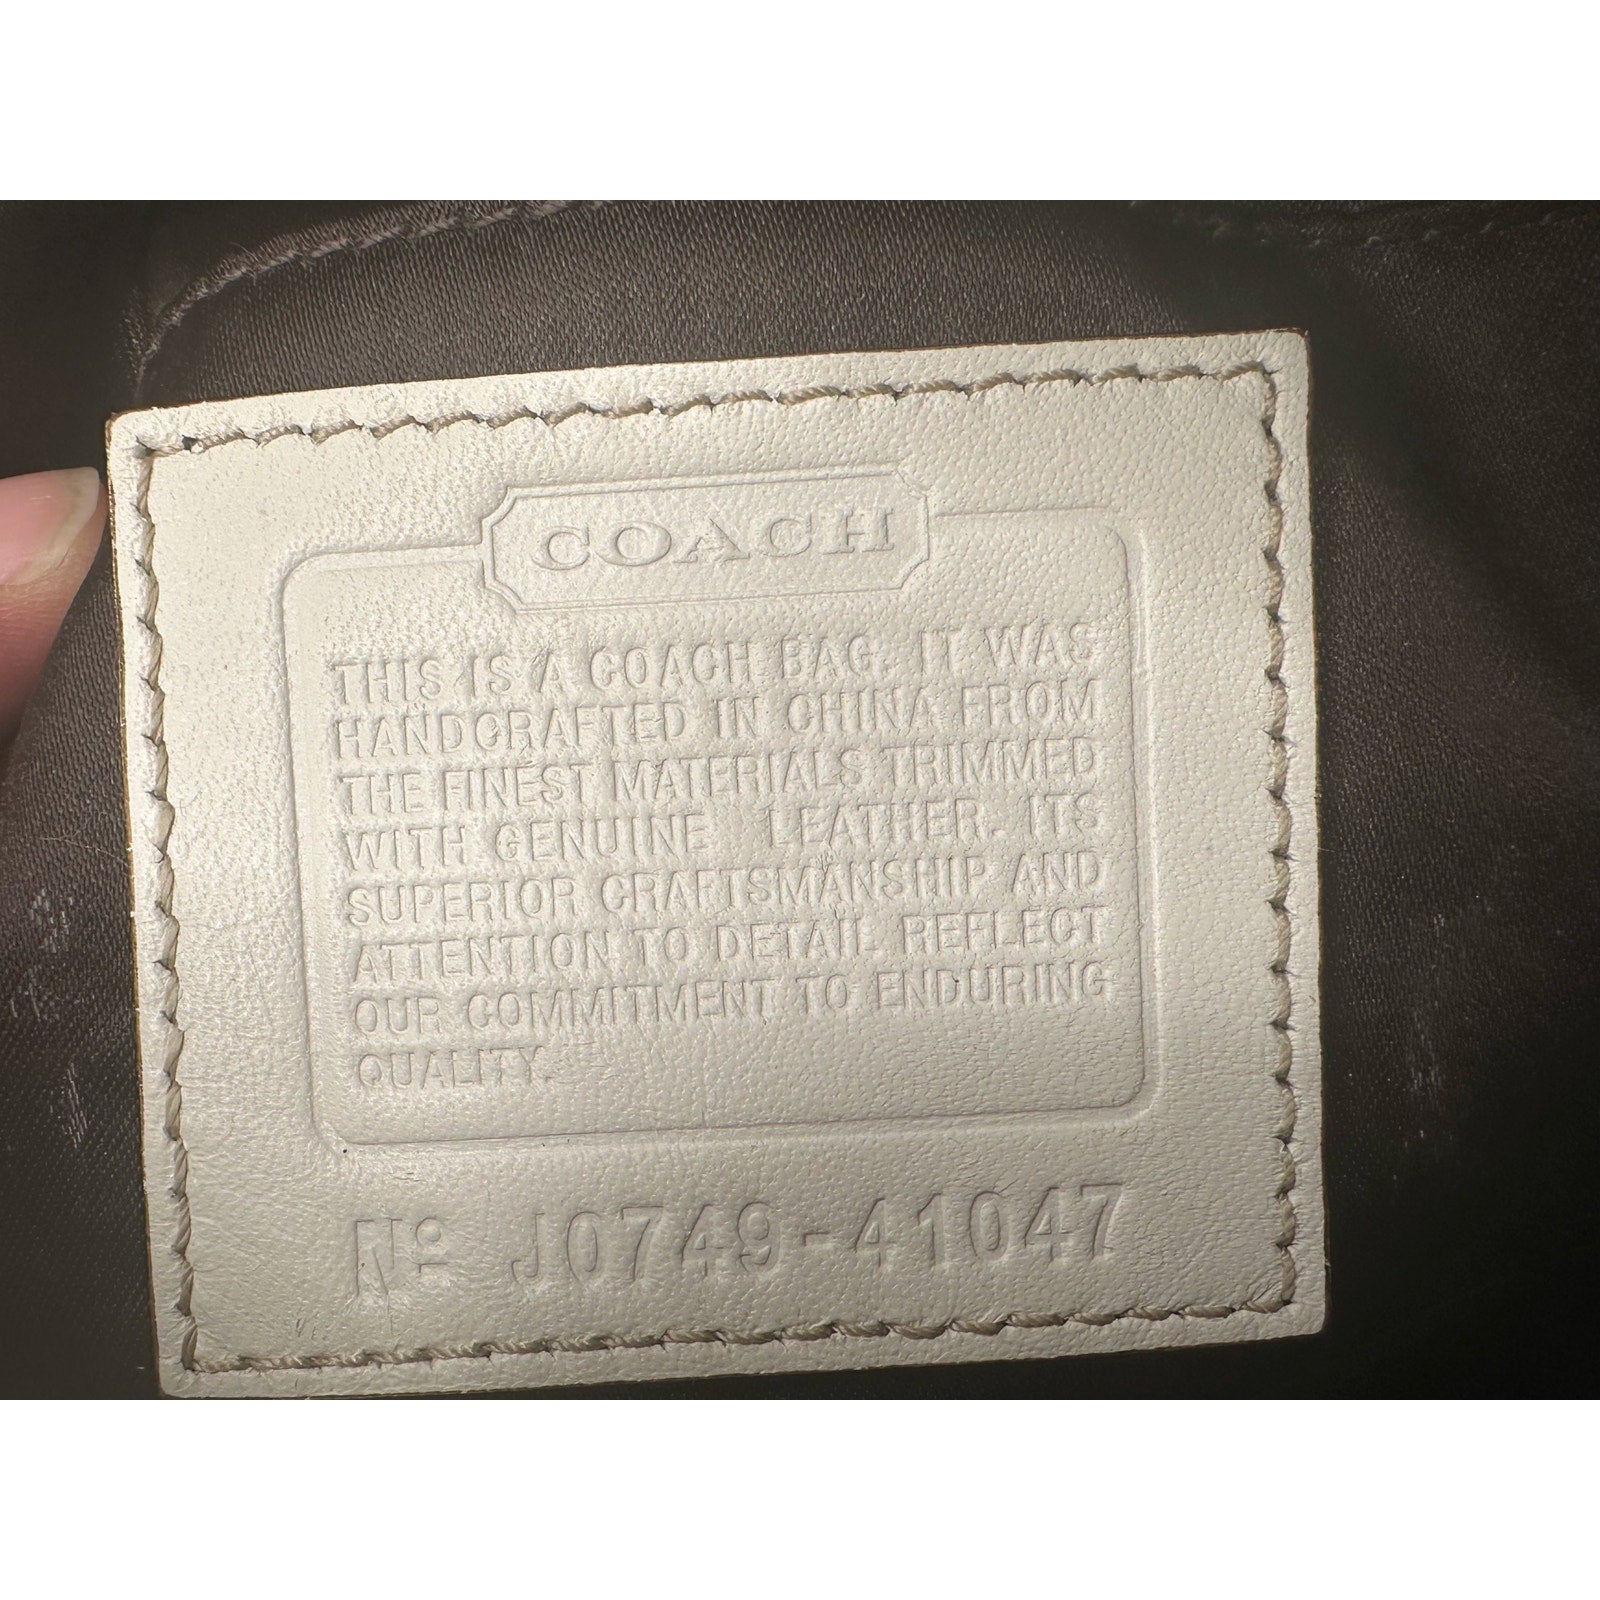 COACH
THIS IS A COACH BAG. IT WAS
HANDCRAFTED IN CHINA FROM
THE FINEST MATERIALS TRIMMED
WITH GENUINE LEATHER. ITS
SUPERIOR CRAFTSMANSHIP AND
ATTENTION TO DETAIL REFLECT
OUR COMMITMENT TO ENDURING
QUALITY.
Nº J0749-41047